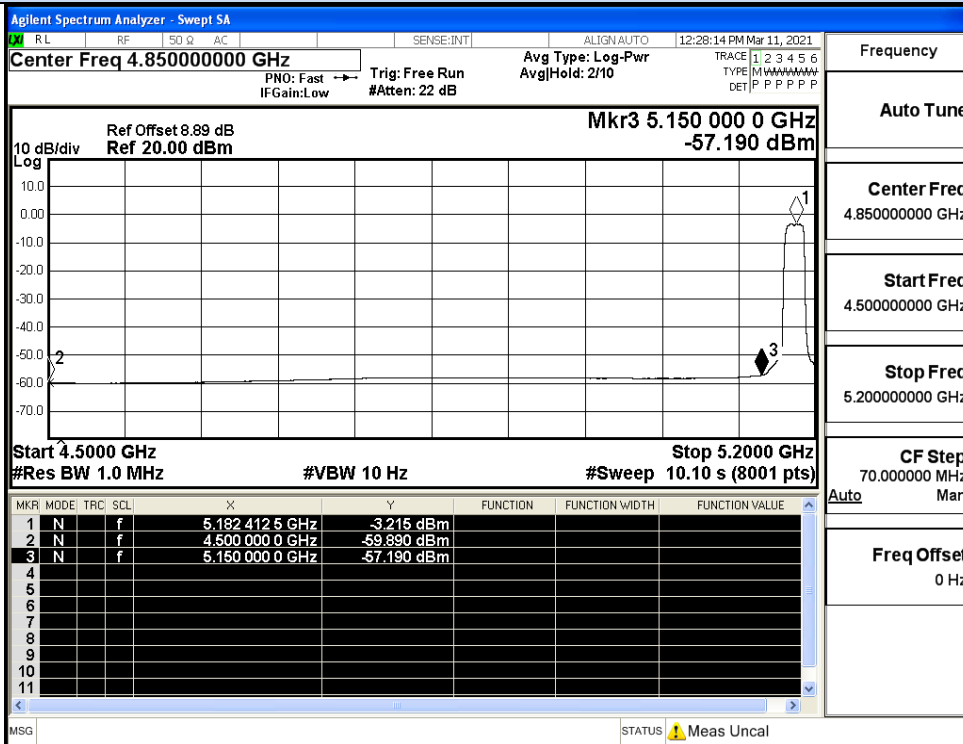 Agilent Spectrum Analyzer - Swept SA
LXI RL RF 50 Ω AC SENSE:INT ALIGN AUTO 12:28:14 PM Mar 11, 2021
Center Freq 4.850000000 GHz
PNO: Fast
IFGain:Low
Trig: Free Run
#Atten: 22 dB
Avg Type: Log-Pwr
Avg|Hold: 2/10
TRACE 1 2 3 4 5 6
TYPE M WWWWW
DET P P P P P P
Mkr3 5.150 000 0 GHz
-57.190 dBm
Ref Offset 8.89 dB
10 dB/div Ref 20.00 dBm
Log
10.0
0.00
-10.0
-20.0
-30.0
-40.0
-50.0
-60.0
-70.0
1
2
3
Start 4.5000 GHz Stop 5.2000 GHz
#Res BW 1.0 MHz #VBW 10 Hz #Sweep 10.10 s (8001 pts)
MKR MODE TRC SCL X Y FUNCTION FUNCTION WIDTH FUNCTION VALUE
1 N f 5.182 412 5 GHz -3.215 dBm
2 N f 4.500 000 0 GHz -59.890 dBm
3 N f 5.150 000 0 GHz -57.190 dBm
4
5
6
7
8
9
10
11
MSG STATUS Meas Uncal
Frequency
Auto Tune
Center Freq
4.850000000 GHz
Start Freq
4.500000000 GHz
Stop Freq
5.200000000 GHz
CF Step
70.000000 MHz
Auto Man
Freq Offset
0 Hz